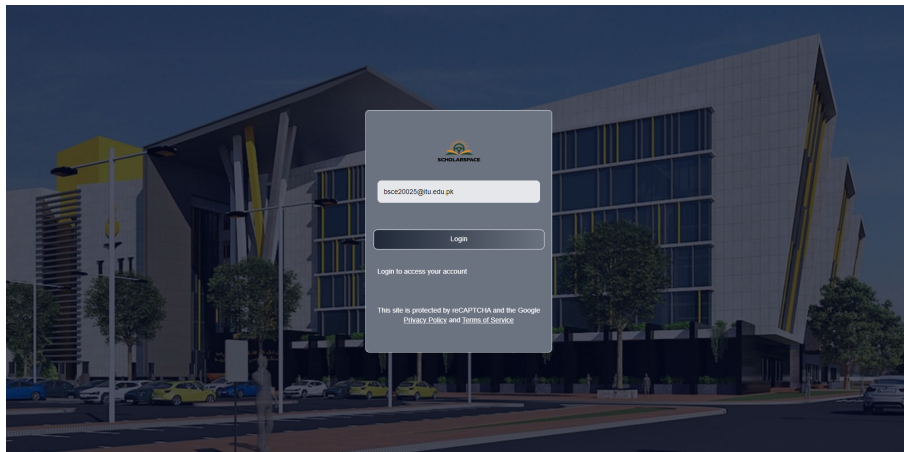 SCHOLARSPACE
bsce20025@itu.edu.pk
Login
Login to access your account
This site is protected by reCAPTCHA and the Google
Privacy Policy and Terms of Service